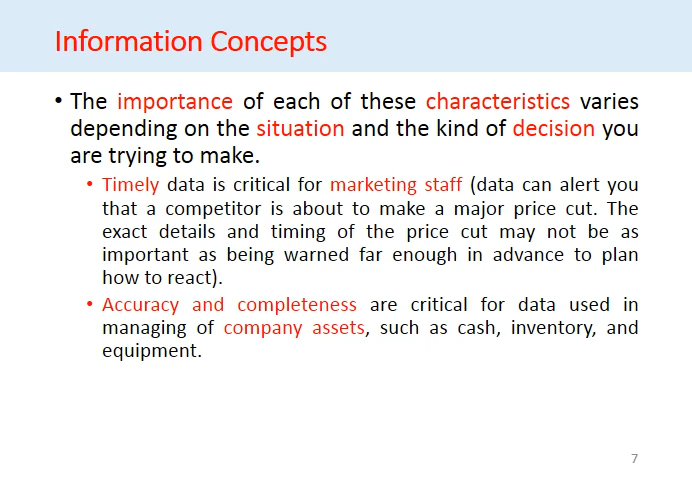 Information Concepts
• The importance of each of these characteristics varies
depending on the situation and the kind of decision you
are trying to make.
• Timely data is critical for marketing staff (data can alert you
that a competitor is about to make a major price cut. The
exact details and timing of the price cut may not be as
important as being warned far enough in advance to plan
how to react).
• Accuracy and completeness are critical for data used in
managing of company assets, such as cash, inventory, and
equipment.
7